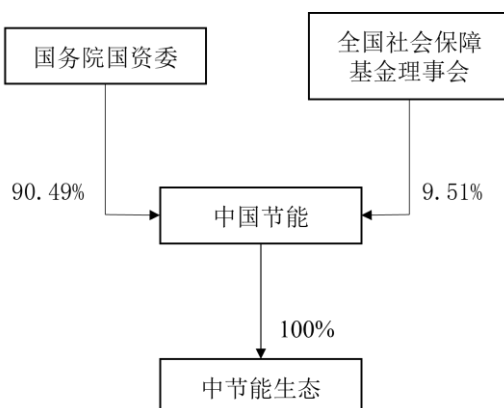 国务院国资委
全国社会保障
基金理事会
90.49%
9.51%
中国节能
100%
中节能生态